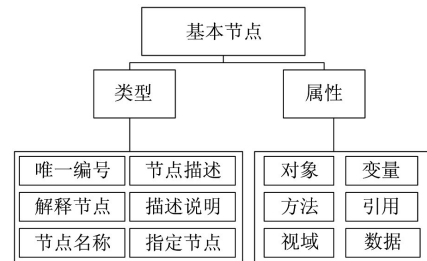 基本节点
类型
属性
唯一编号 节点描述
解释节点 描述说明
节点名称 指定节点
对象 变量
方法 引用
视域 数据